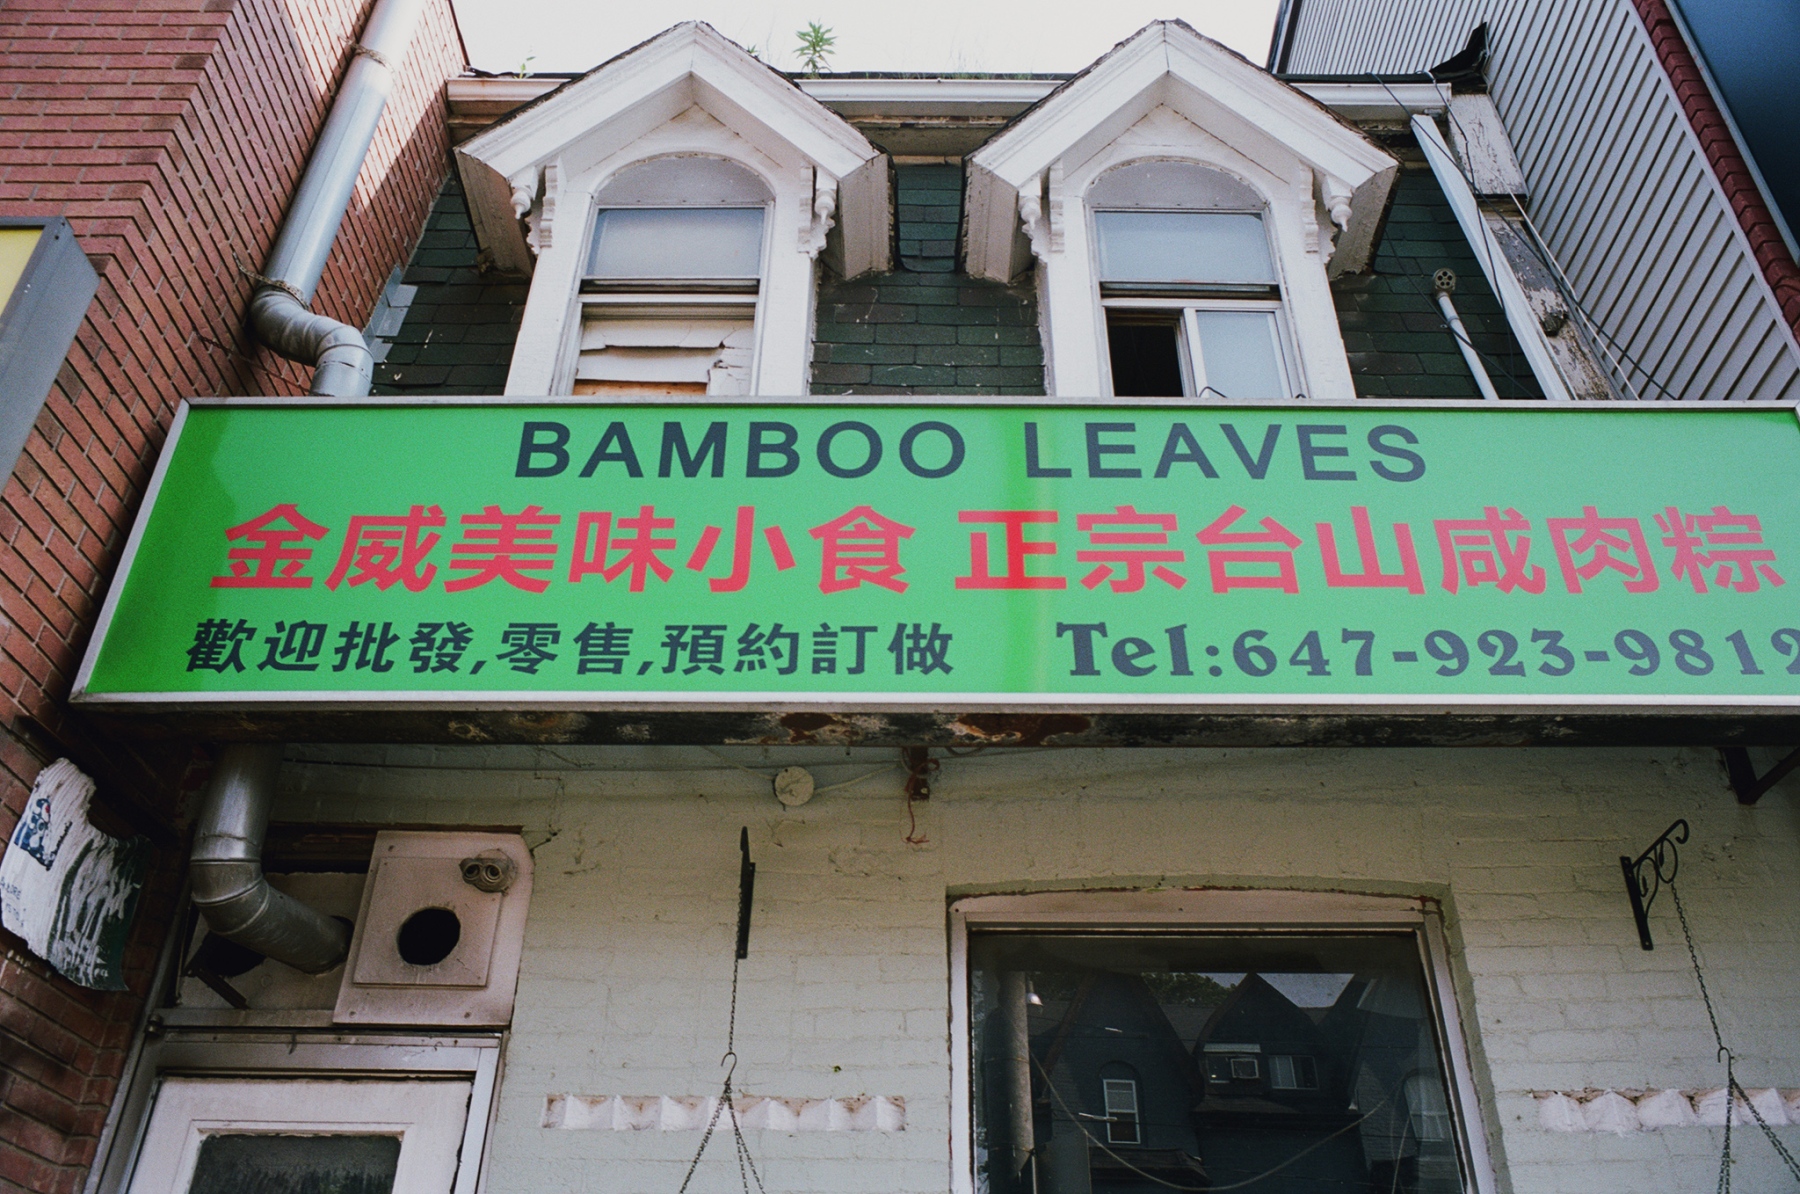 BAMBOO LEAVES
金威美味小食 正宗台山咸肉粽
歡迎批發,零售,預約訂做 Tel:647-923-9812